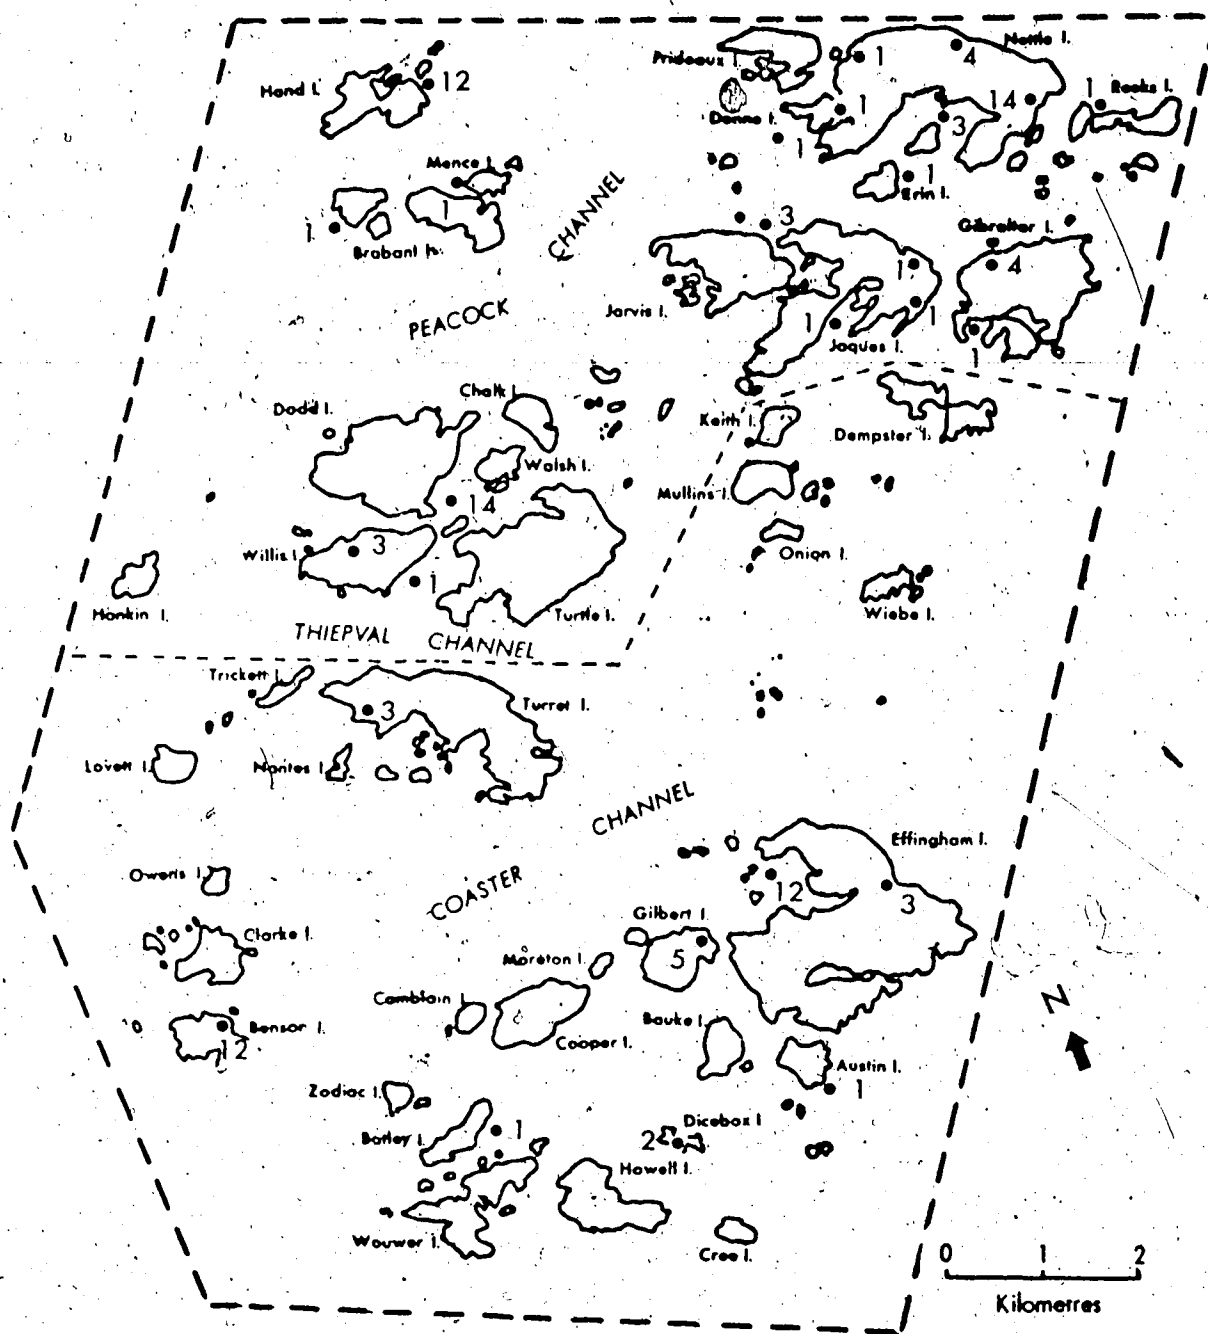 Prideaux I.
1
4
Nettle I.
Hand I.
12
Donne I.
1
14
1
Reeks I.
3
1
Mence I.
1
Erin I.
1
Brabant Is.
1
CHANNEL
3
Gibraltar I.
1
4
PEACOCK
Jarvis I.
1
1
Jaques I.
1
Dodd I.
Chalk I.
Keith I.
Dempster I.
Walsh I.
Mullins I.
14
Willis I.
3
Onion I.
1
Hankin I.
Turtle I.
Wiebe I.
THIEPVAL CHANNEL
Trickett I.
3
Turret I.
Lovett I.
Nantes I.
CHANNEL
Effingham I.
Owens I.
COASTER
12
3
Gilbert I.
Clarke I.
5
Moreton I.
Camblain I.
N
Benson I.
12
Cooper I.
Bauke I.
Austin I.
1
Zodiac I.
Batley I.
1
Dicebox I.
2
Howell I.
Wouwer I.
Cree I.
0 1 2
Kilometres